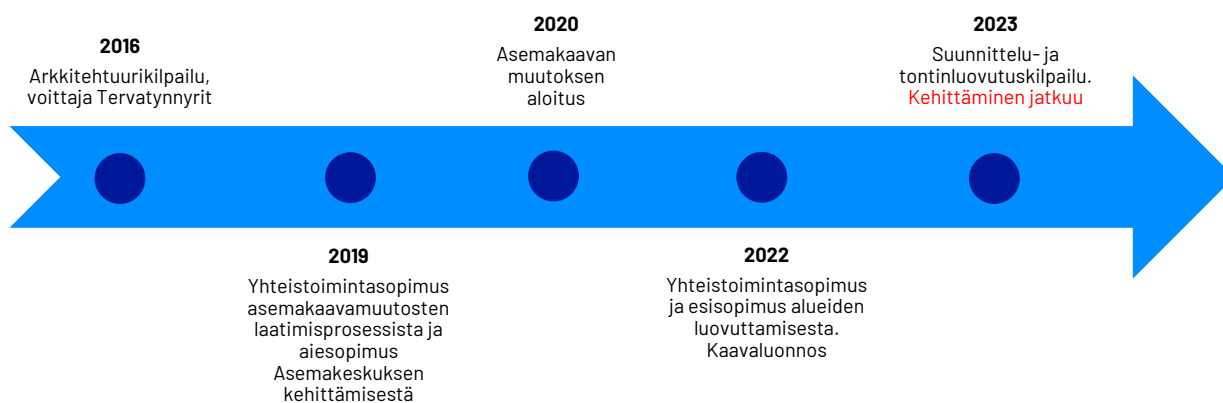 2016
Arkkitehtuurikilpailu,
voittaja Tervatynnyrit
2019
Yhteistoimintasopimus
asemakaavamuutosten
laatimisprosessista ja
aiesopimus
Asemakeskuksen
kehittämisestä
2020
Asemakaavan
muutoksen
aloitus
2022
Yhteistoimintasopimus
ja esisopimus alueiden
luovuttamisesta.
Kaavaluonnos
2023
Suunnittelu- ja
tontinluovutuskilpailu.
Kehittäminen jatkuu